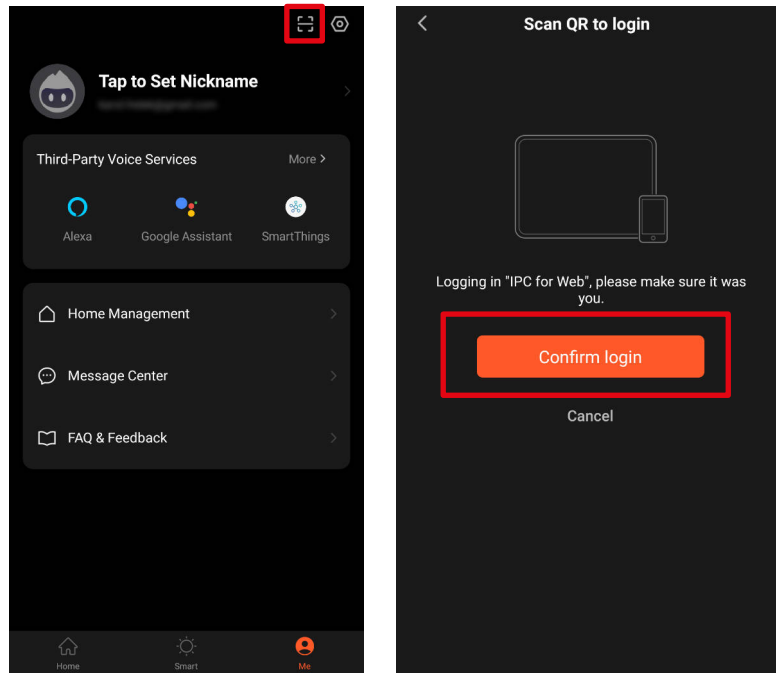 Tap to Set Nickname
Third-Party Voice Services
More >
Alexa
Google Assistant
SmartThings
Home Management
Message Center
FAQ & Feedback
Home
Smart
Me
Scan QR to login
Logging in "IPC for Web", please make sure it was
you.
Confirm login
Cancel